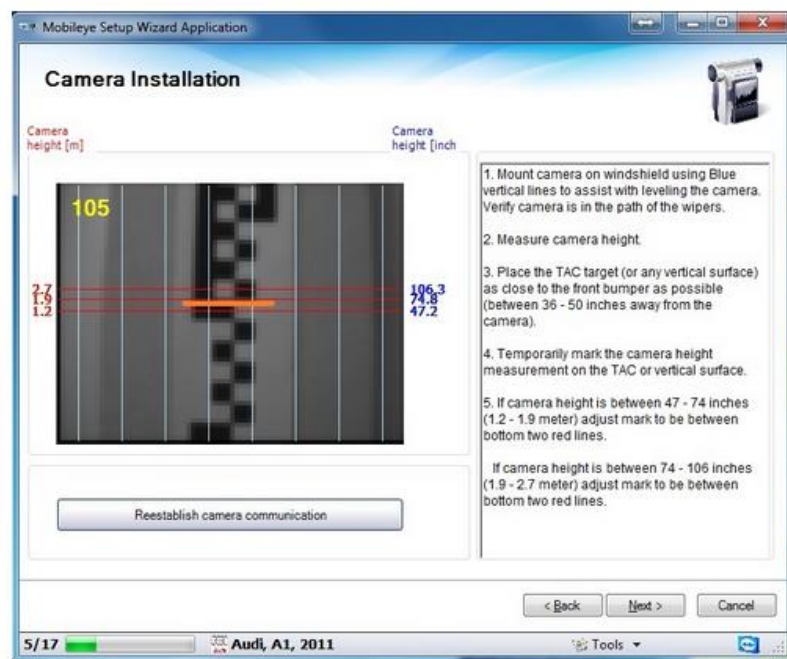 Mobileye Setup Wizard Application
Camera Installation
Camera
height [m]
Camera
height [inch
105
2.7
1.9
1.2
106.3
74.8
47.2
1. Mount camera on windshield using Blue
vertical lines to assist with leveling the camera.
Verify camera is in the path of the wipers.
2. Measure camera height.
3. Place the TAC target (or any vertical surface)
as close to the front bumper as possible
(between 36 - 50 inches away from the
camera).
4. Temporarily mark the camera height
measurement on the TAC or vertical surface.
5. If camera height is between 47 - 74 inches
(1.2 - 1.9 meter) adjust mark to be between
bottom two red lines.
If camera height is between 74 - 106 inches
(1.9 - 2.7 meter) adjust mark to be between
bottom two red lines.
Reestablish camera communication
< Back
Next >
Cancel
5/17
Audi, A1, 2011
Tools